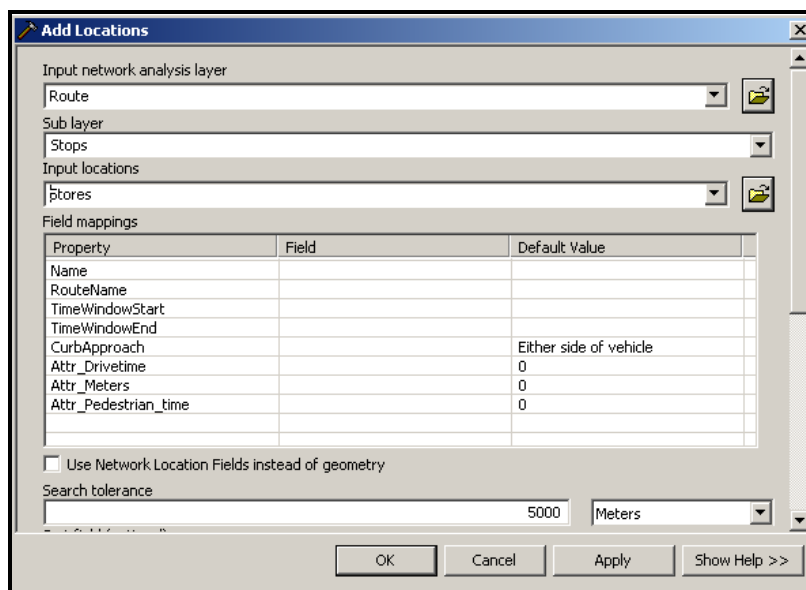 Add Locations
Input network analysis layer
Route
Sub layer
Stops
Input locations
Stores
Field mappings
Property Field Default Value
Name
RouteName
TimeWindowStart
TimeWindowEnd
CurbApproach Either side of vehicle
Attr_Drivetime 0
Attr_Meters 0
Attr_Pedestrian_time 0
Use Network Location Fields instead of geometry
Search tolerance
5000 Meters
OK Cancel Apply Show Help >>